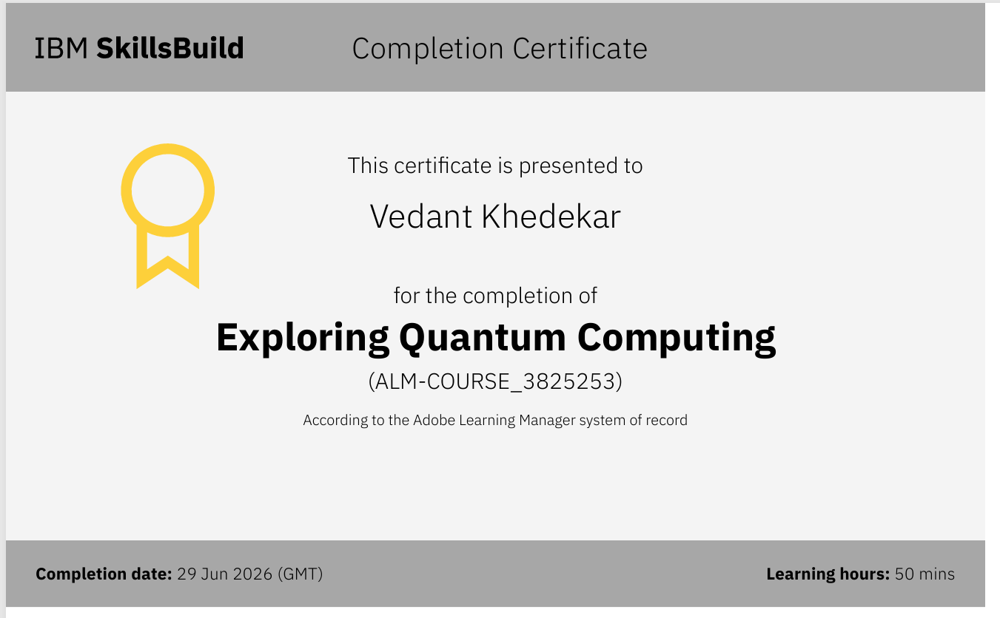 IBM SkillsBuild
Completion Certificate
This certificate is presented to
Vedant Khedekar
for the completion of
Exploring Quantum Computing
(ALM-COURSE_3825253)
According to the Adobe Learning Manager system of record
Completion date: 29 Jun 2026 (GMT)
Learning hours: 50 mins